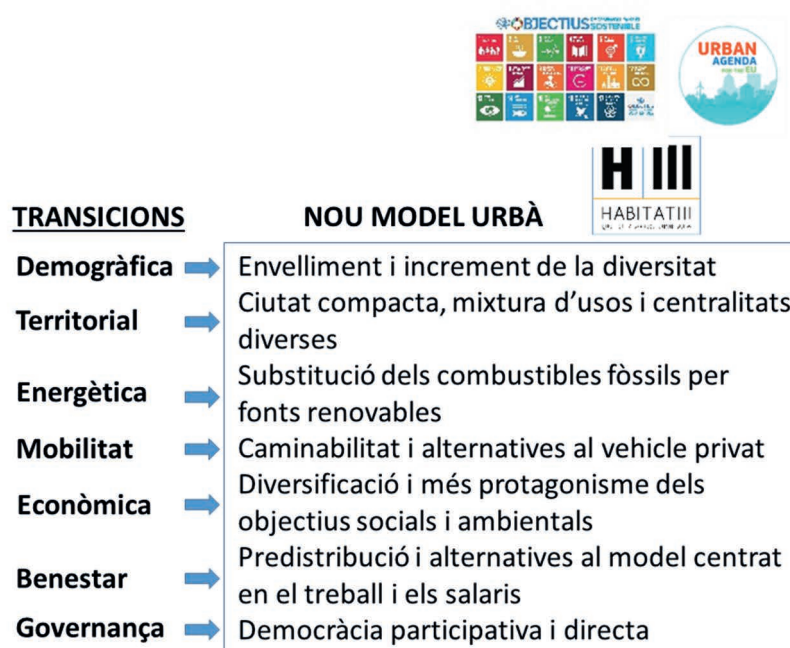 OBJECTIUS
SOSTENIBLE
URBAN
AGENDA
FOR THE EU
H III
HABITAT III
TRANSICIONS
NOU MODEL URBÀ
Demogràfica
Envelliment i increment de la diversitat
Territorial
Ciutat compacta, mixtura d’usos i centralitats
diverses
Energètica
Substitució dels combustibles fòssils per
fonts renovables
Mobilitat
Caminabilitat i alternatives al vehicle privat
Econòmica
Diversificació i més protagonisme dels
objectius socials i ambientals
Benestar
Predistribució i alternatives al model centrat
en el treball i els salaris
Governança
Democràcia participativa i directa